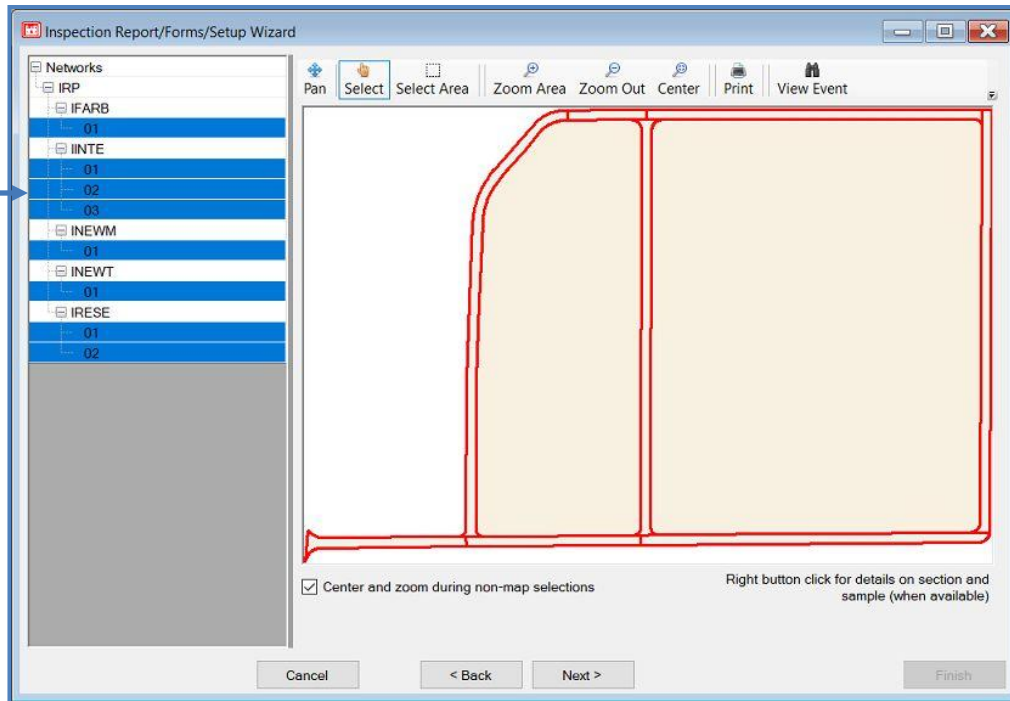 Inspection Report/Forms/Setup Wizard
Networks
IRP
IFARB
01
IINTE
01
02
03
INEWM
01
INEWT
01
IRESE
01
02
Pan Select Select Area Zoom Area Zoom Out Center Print View Event
Center and zoom during non-map selections
Right button click for details on section and
sample (when available)
Cancel < Back Next > Finish